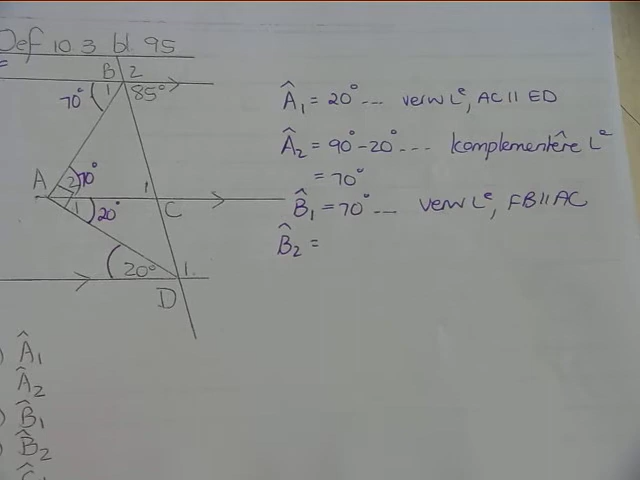 Def 10.3 bl. 95
B 2
1 85°
70°
A 2 70°
1 20° 1 C
20° 1
D
Â₁ = 20° ... verw ∠e, AC // ED
Â₂ = 90° - 20° .... komplementêre ∠e
= 70°
B̂₁ = 70° ... verw ∠e, FB // AC
B̂₂ =
) Â₁
Â₂
) B̂₁
) B̂₂